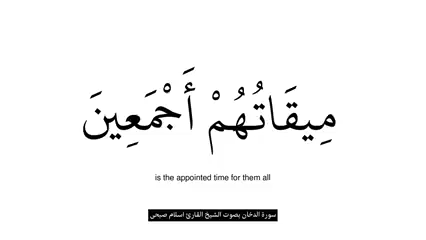 مِيقَاتُهُمْ أَجْمَعِينَ
is the appointed time for them all
سورة الدخان بصوت الشيخ القارئ اسلام صبحي